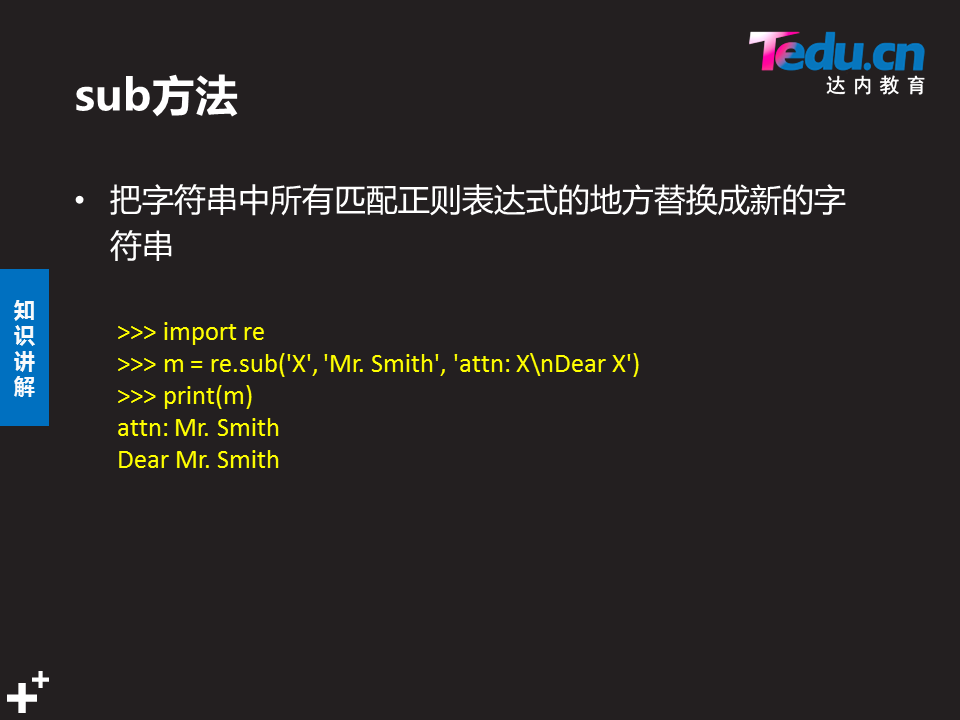 Tedu.cn
达内教育
sub方法
• 把字符串中所有匹配正则表达式的地方替换成新的字
符串
知识讲解
>>> import re
>>> m = re.sub('X', 'Mr. Smith', 'attn: X\nDear X')
>>> print(m)
attn: Mr. Smith
Dear Mr. Smith